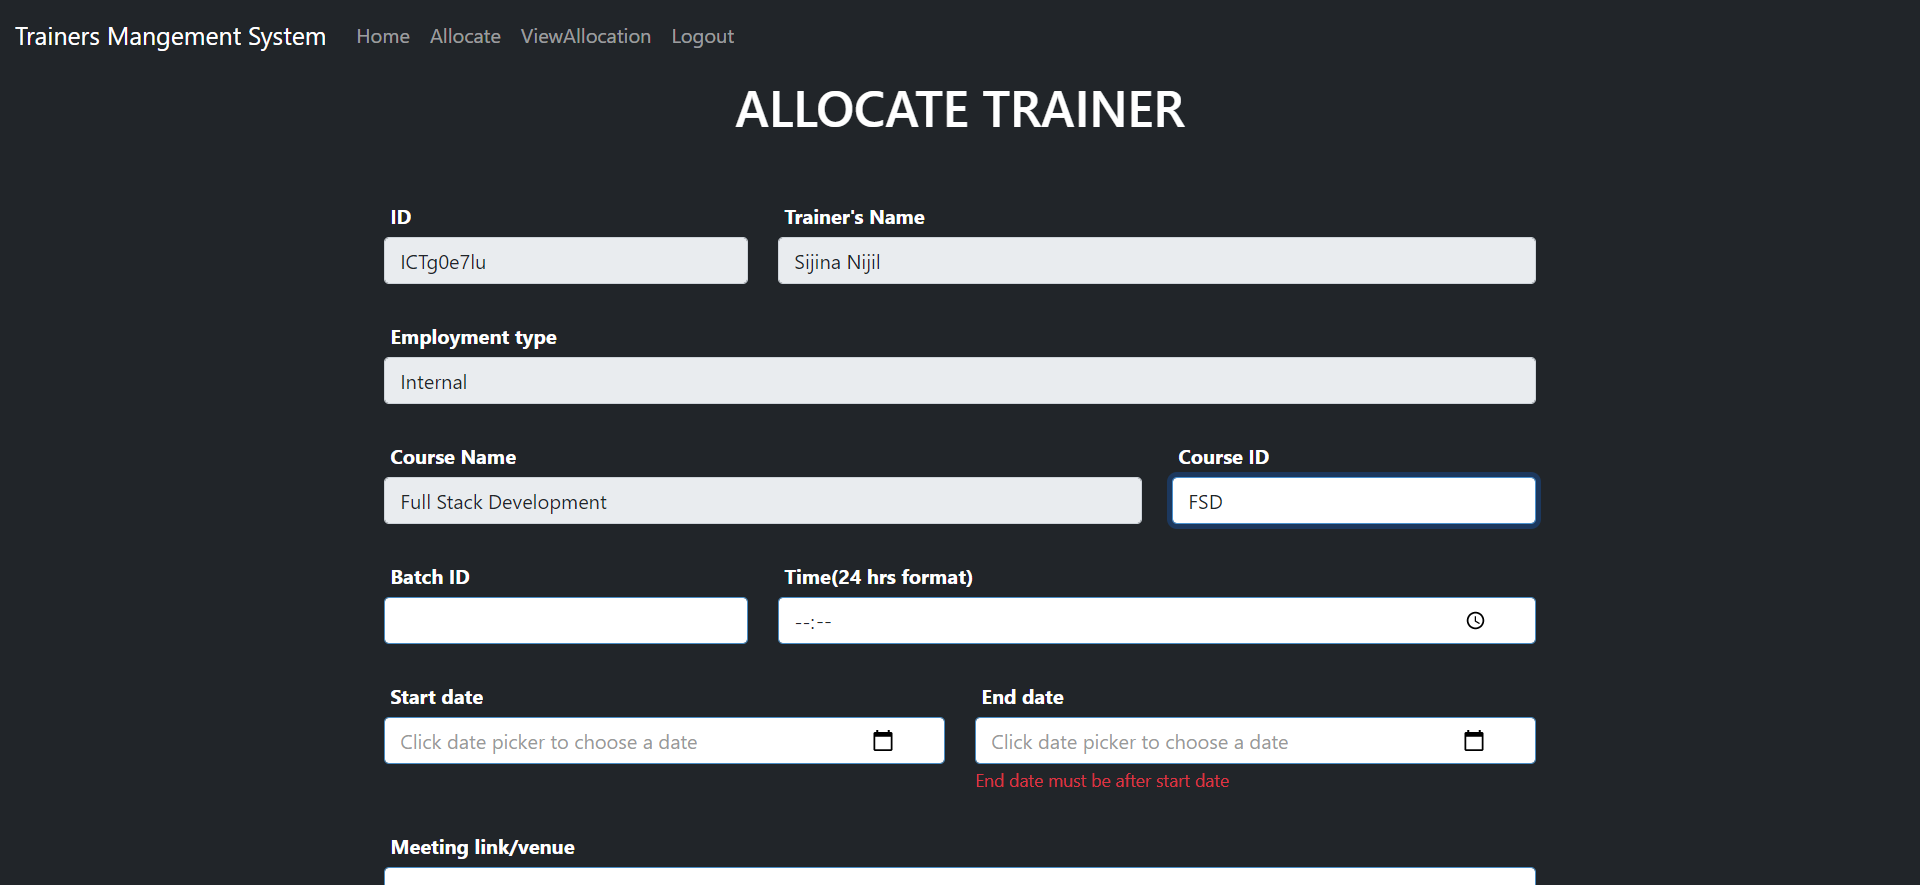 Trainers Mangement System Home Allocate ViewAllocation Logout
ALLOCATE TRAINER
ID Trainer's Name
ICTg0e7lu Sijina Nijil
Employment type
Internal
Course Name Course ID
Full Stack Development FSD
Batch ID Time(24 hrs format)
--:--
Start date End date
Click date picker to choose a date Click date picker to choose a date
End date must be after start date
Meeting link/venue